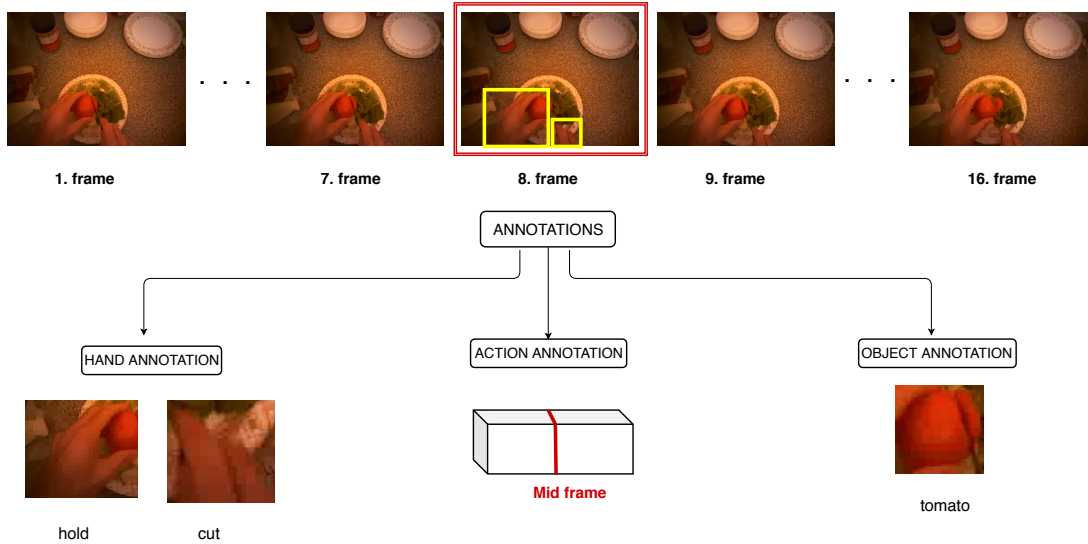 . . .
. . .
1. frame
7. frame
8. frame
9. frame
16. frame
ANNOTATIONS
HAND ANNOTATION
ACTION ANNOTATION
OBJECT ANNOTATION
Mid frame
tomato
hold
cut